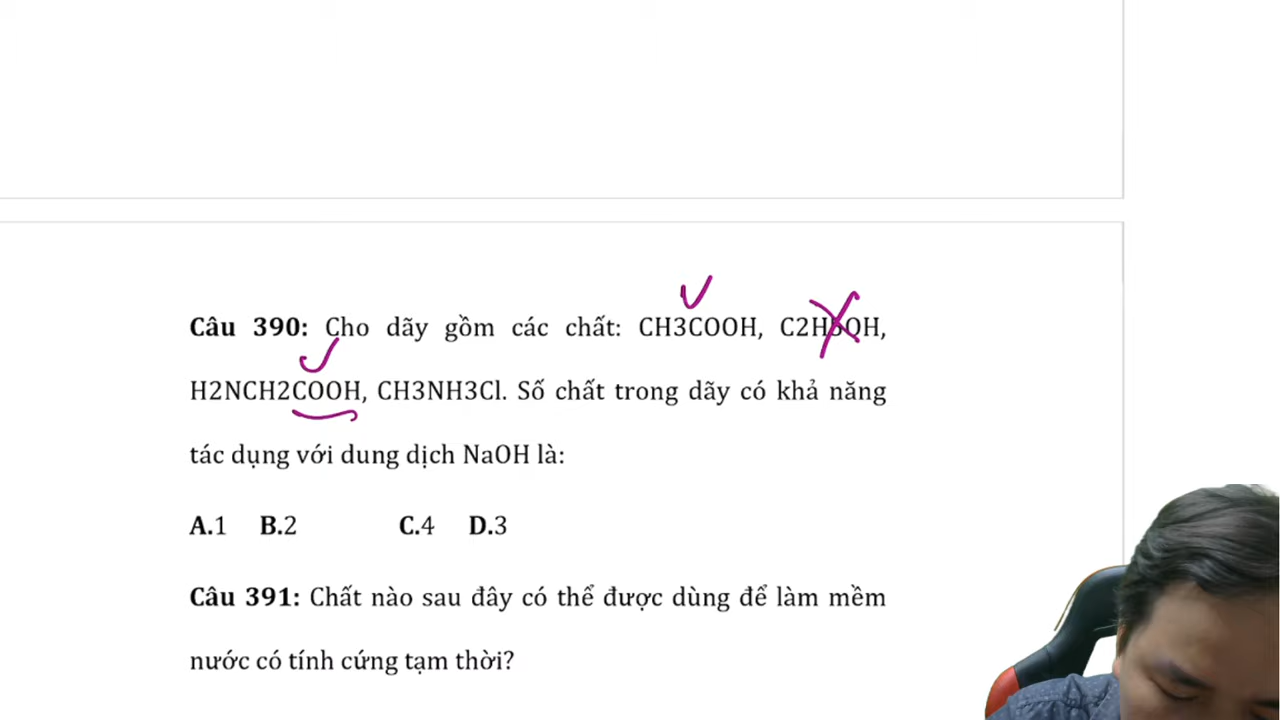 Câu 390: Cho dãy gồm các chất: CH3COOH, C2H5OH,
H2NCH2COOH, CH3NH3Cl. Số chất trong dãy có khả năng
tác dụng với dung dịch NaOH là:
A.1 B.2 C.4 D.3
Câu 391: Chất nào sau đây có thể được dùng để làm mềm
nước có tính cứng tạm thời?